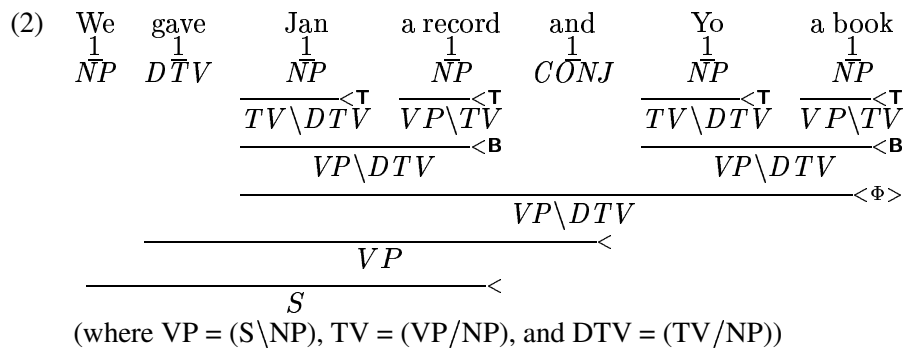 (2) We gave Jan a record and Yo a book
1 1 1 1 1 1 1
NP DTV NP NP CONJ NP NP
<T <T <T <T
TV\DTV VP\TV TV\DTV VP\TV
<B <B
VP\DTV VP\DTV
<Φ>
VP\DTV
<
VP
<
S
(where VP = (S\NP), TV = (VP/NP), and DTV = (TV/NP))